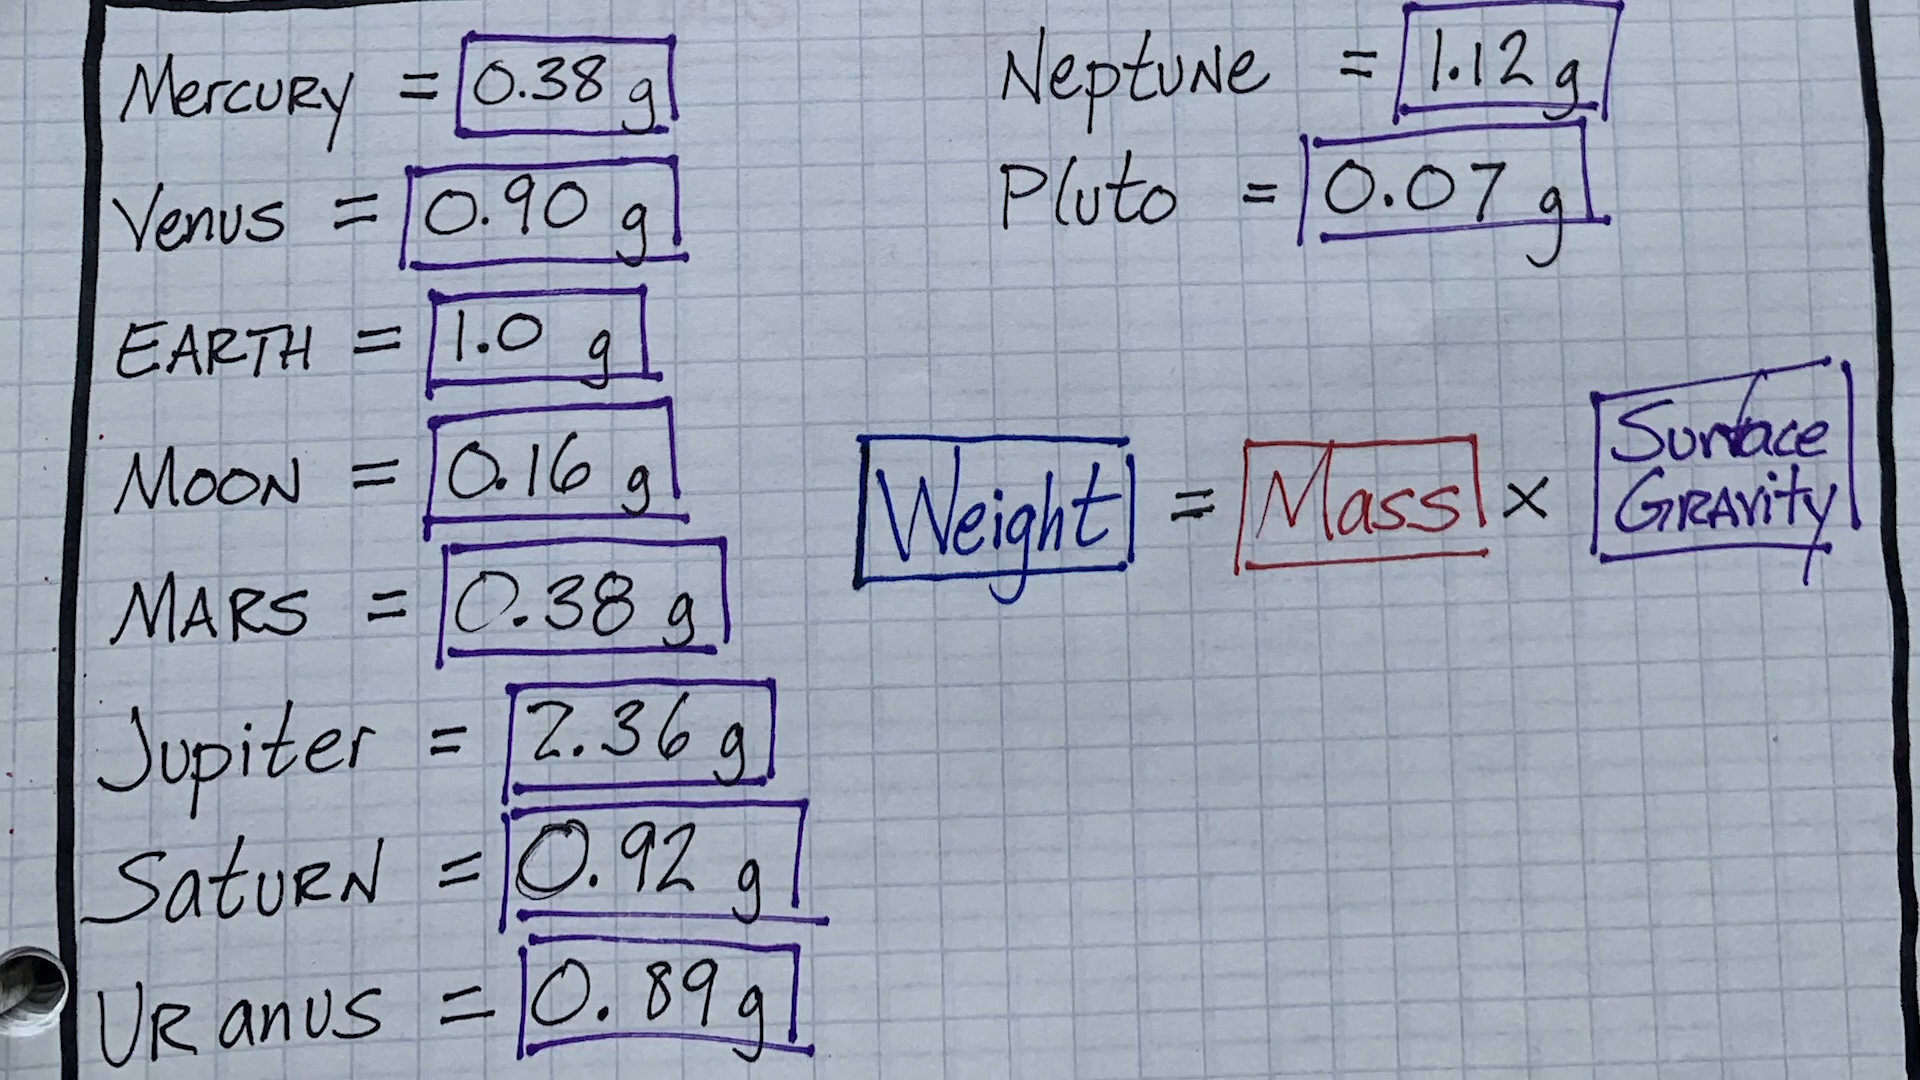 Mercury = 0.38 g
Venus = 0.90 g
EARTH = 1.0 g
MOON = 0.16 g
MARS = 0.38 g
Jupiter = 2.36 g
SatURN = 0.92 g
URanus = 0.89 g
Neptune = 1.12 g
Pluto = 0.07 g
Weight = Mass × Surface GRAVity